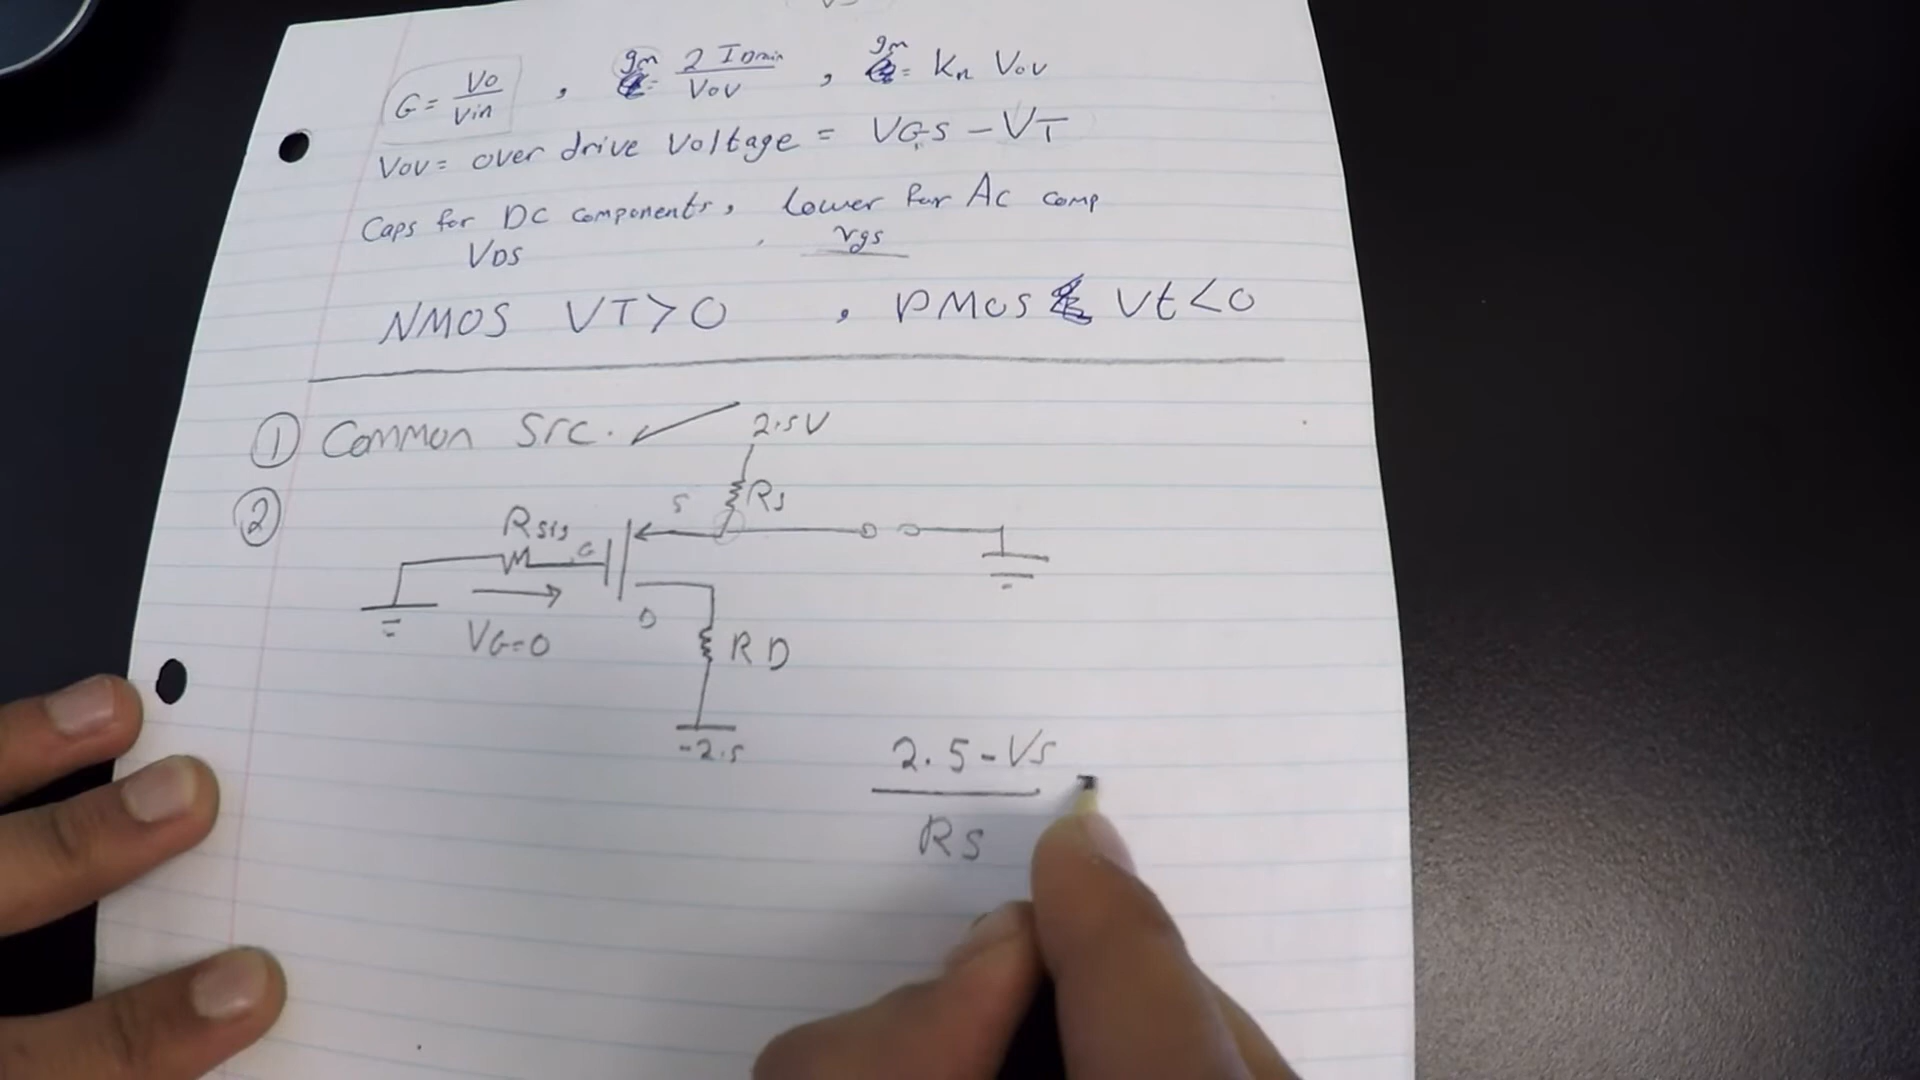 G = Vo/Vin , gm = 2 IDmin/Vov , gm = Kn Vov
Vov = over drive voltage = VGS - VT
Caps for DC components, lower for AC comp
VDS vgs
NMOS VT > 0 , PMOS Vt < 0
① Common Src.
2.5V
②
S
RS
Rsig
G
VG=0
D
RD
-2.5
2.5 - Vs
RS